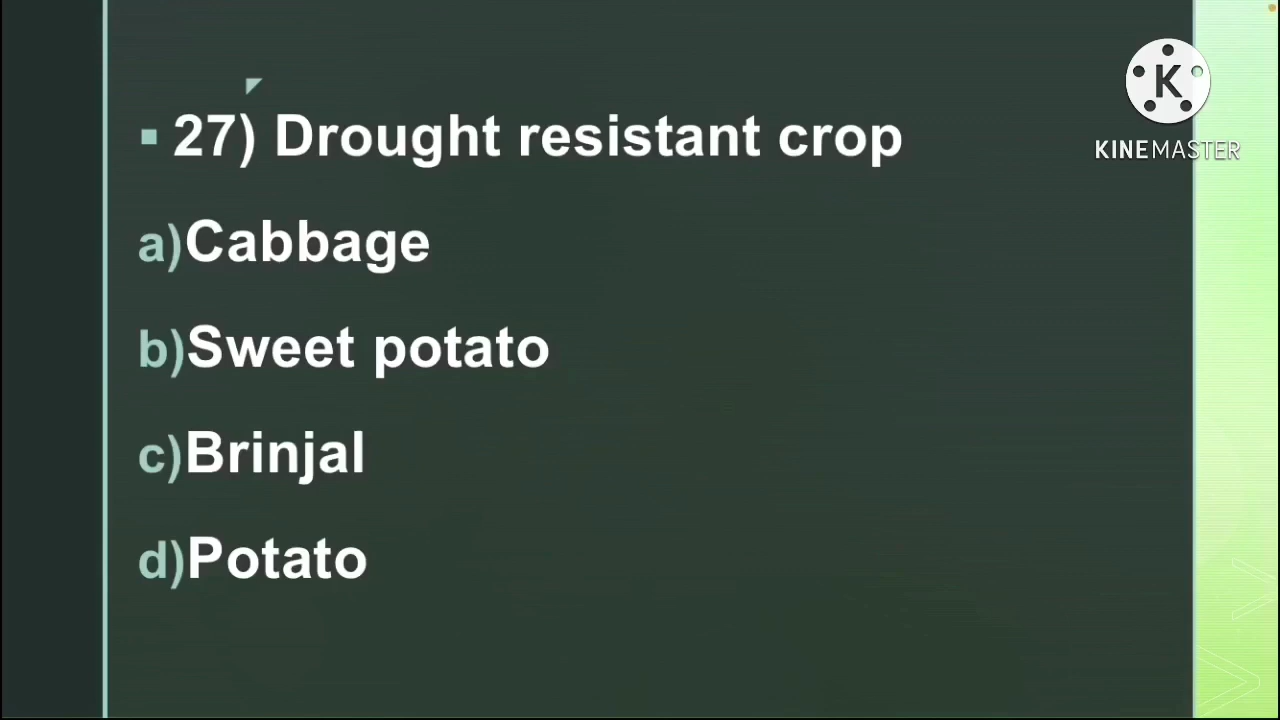 27) Drought resistant crop
a)Cabbage
b)Sweet potato
c)Brinjal
d)Potato
K
KINEMASTER